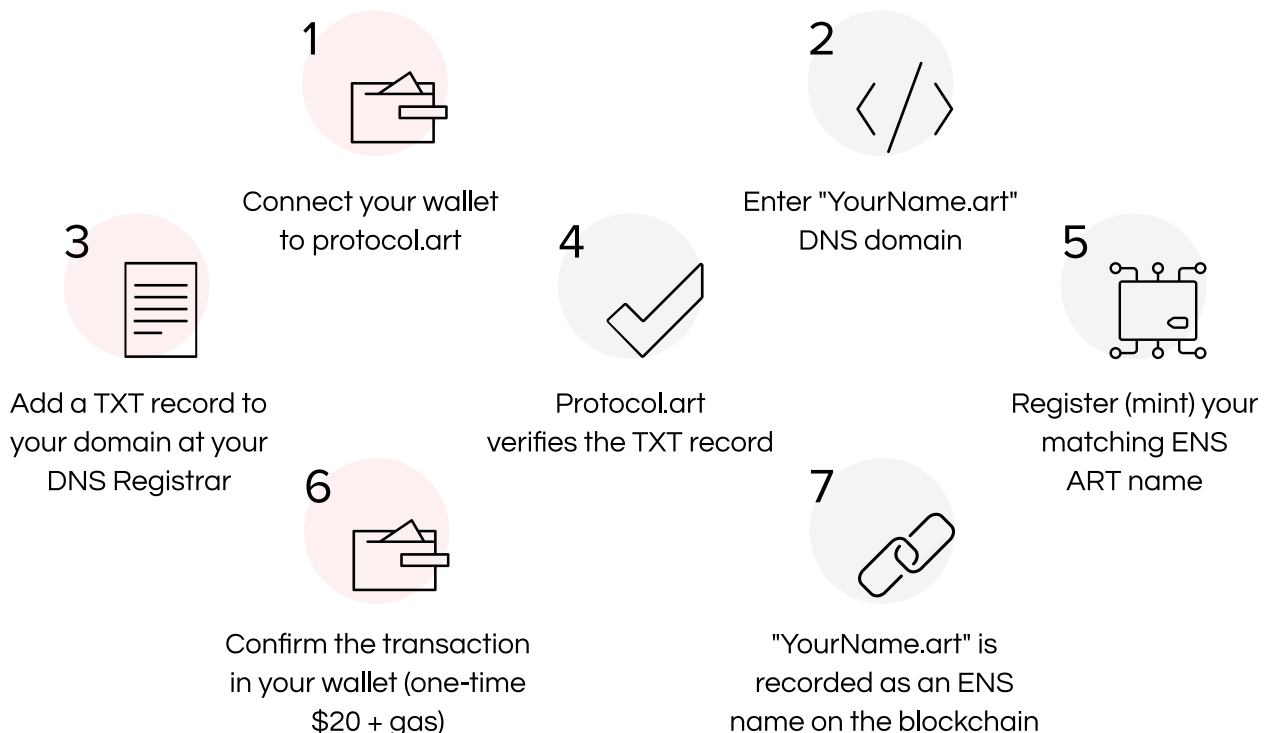 1
Connect your wallet
to protocol.art
2
Enter "YourName.art"
DNS domain
3
Add a TXT record to
your domain at your
DNS Registrar
4
Protocol.art
verifies the TXT record
5
Register (mint) your
matching ENS
ART name
6
Confirm the transaction
in your wallet (one-time
$20 + gas)
7
"YourName.art" is
recorded as an ENS
name on the blockchain